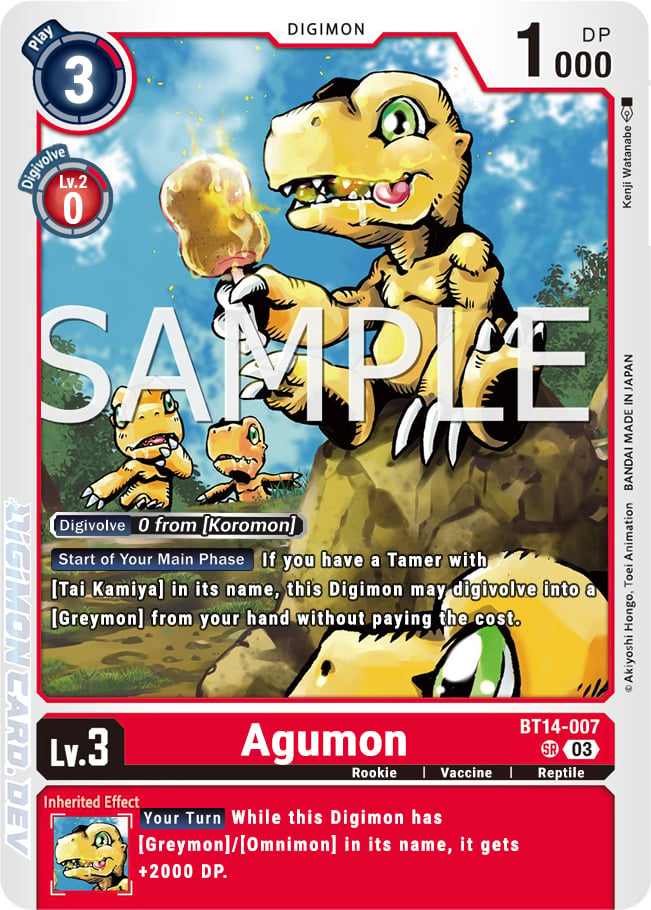 DIGIMON
Play
3
DP
1000
Digivolve
Lv.2
0
Kenji Watanabe
SAMPLE
Digivolve 0 from [Koromon]
Start of Your Main Phase If you have a Tamer with
[Tai Kamiya] in its name, this Digimon may digivolve into a
[Greymon] from your hand without paying the cost.
© Akiyoshi Hongo, Toei Animation BANDAI MADE IN JAPAN
DIGIMONCARD.DEV
Lv.3
Agumon
BT14-007
SR 03
Rookie | Vaccine | Reptile
Inherited Effect
Your Turn While this Digimon has
[Greymon]/[Omnimon] in its name, it gets
+2000 DP.